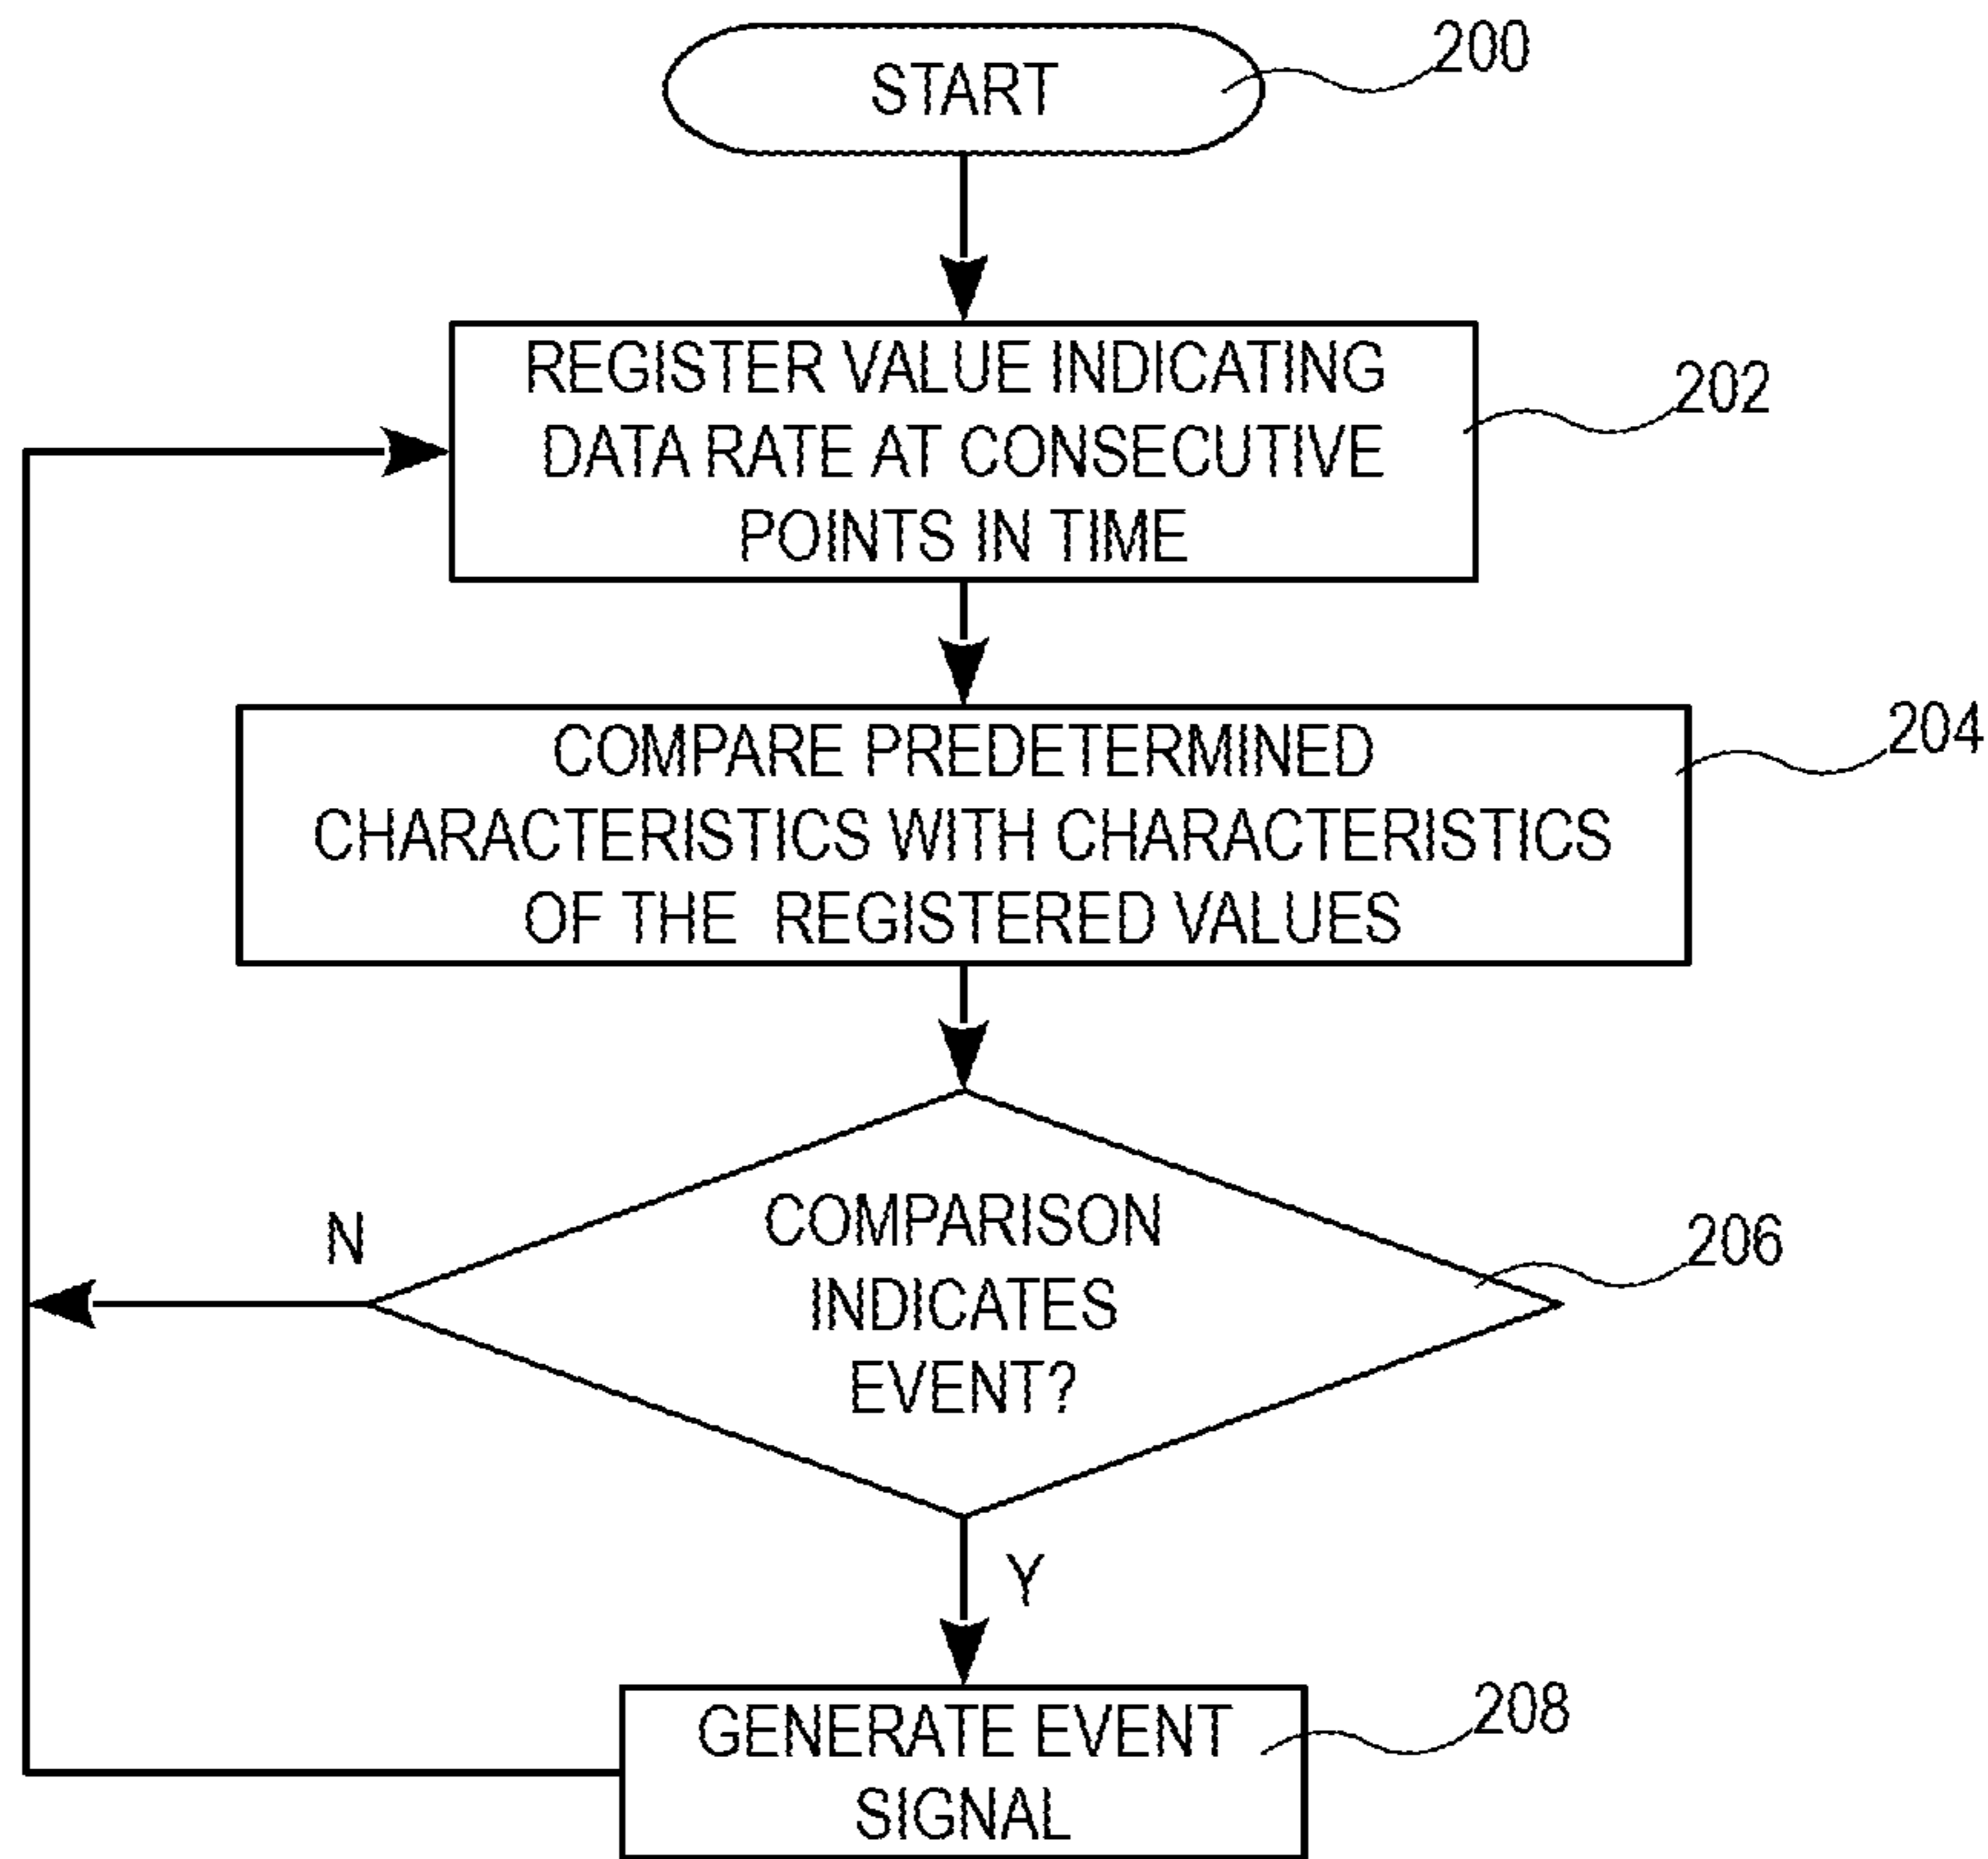 START
200
REGISTER VALUE INDICATING
DATA RATE AT CONSECUTIVE
POINTS IN TIME
202
COMPARE PREDETERMINED
CHARACTERISTICS WITH CHARACTERISTICS
OF THE REGISTERED VALUES
204
COMPARISON
INDICATES
EVENT?
206
N
Y
GENERATE EVENT
SIGNAL
208